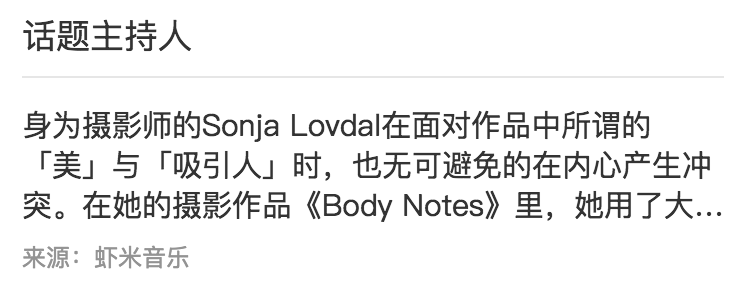 话题主持人
身为摄影师的Sonja Lovdal在面对作品中所谓的
「美」与「吸引人」时，也无可避免的在内心产生冲
突。在她的摄影作品《Body Notes》里，她用了大...
来源：虾米音乐